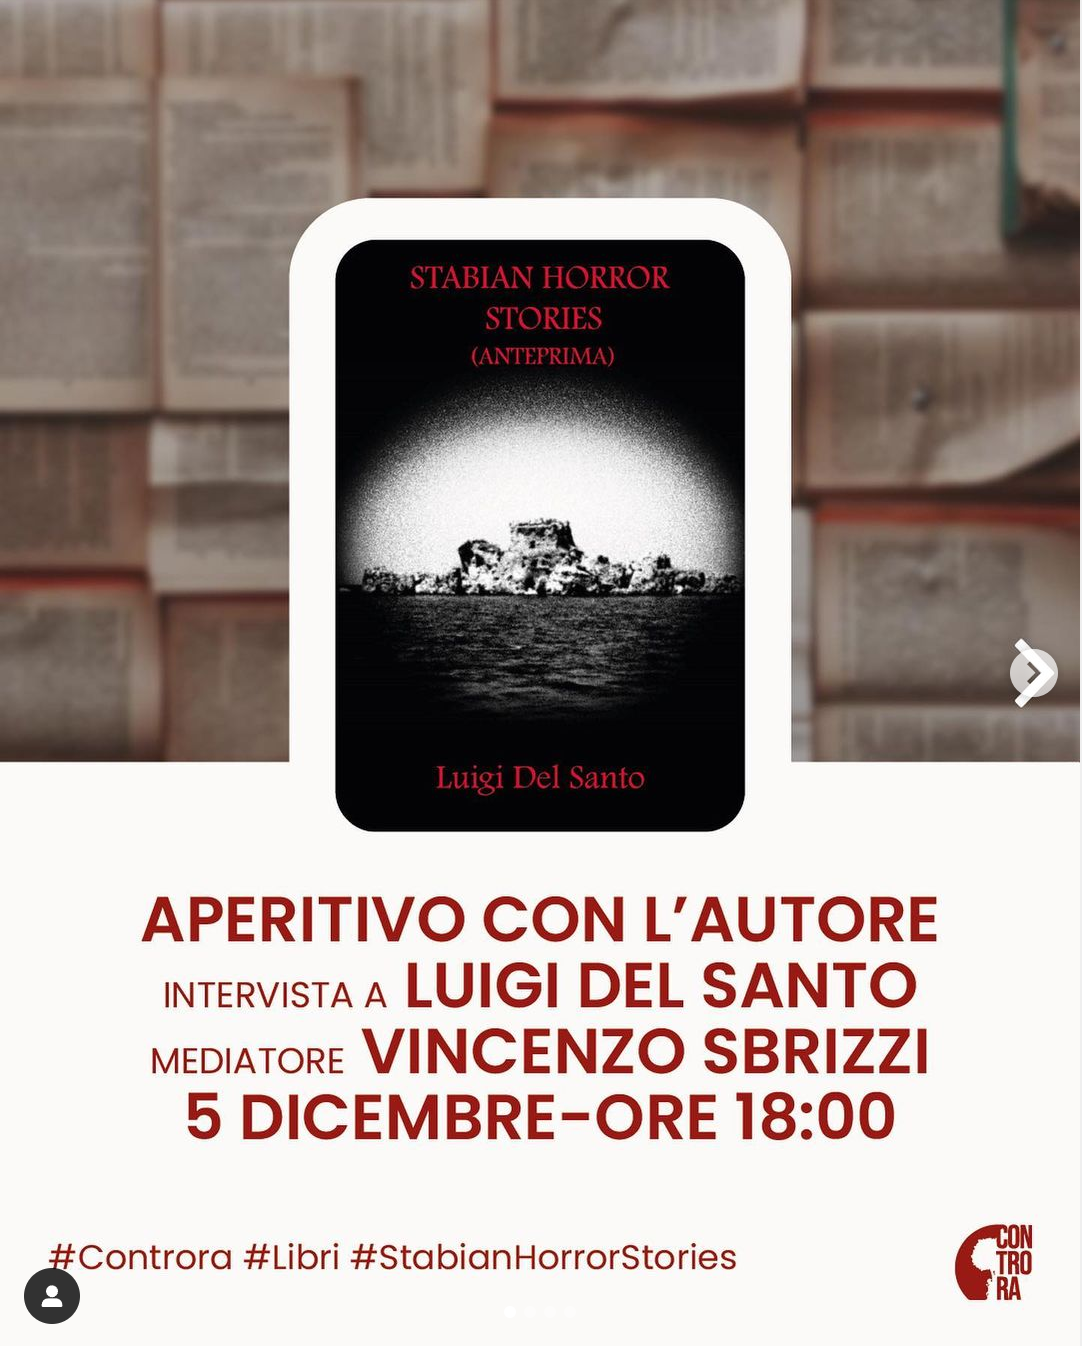 STABIAN HORROR
STORIES
(ANTEPRIMA)
Luigi Del Santo
APERITIVO CON L’AUTORE
INTERVISTA A LUIGI DEL SANTO
MEDIATORE VINCENZO SBRIZZI
5 DICEMBRE-ORE 18:00
#Controra #Libri #StabianHorrorStories
CON
TRO
RA